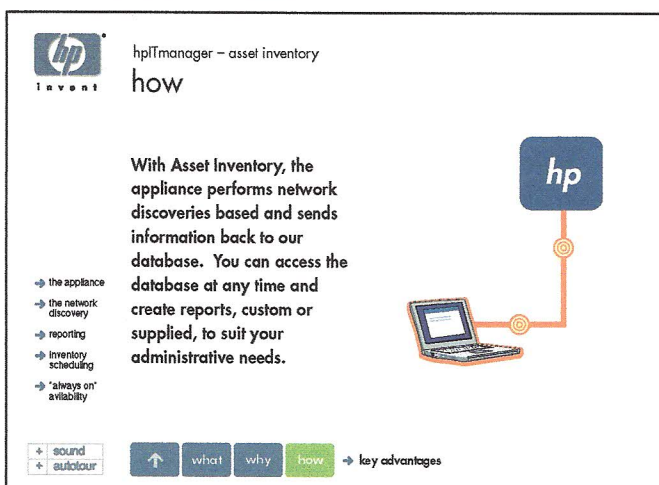 hp
invent
hpITmanager – asset inventory
how
With Asset Inventory, the
appliance performs network
discoveries based and sends
information back to our
database. You can access the
database at any time and
create reports, custom or
supplied, to suit your
administrative needs.
hp
→ the appliance
→ the network
discovery
→ reporting
→ inventory
scheduling
→ "always on"
avilability
+ sound
+ autotour
↑ what why how → key advantages